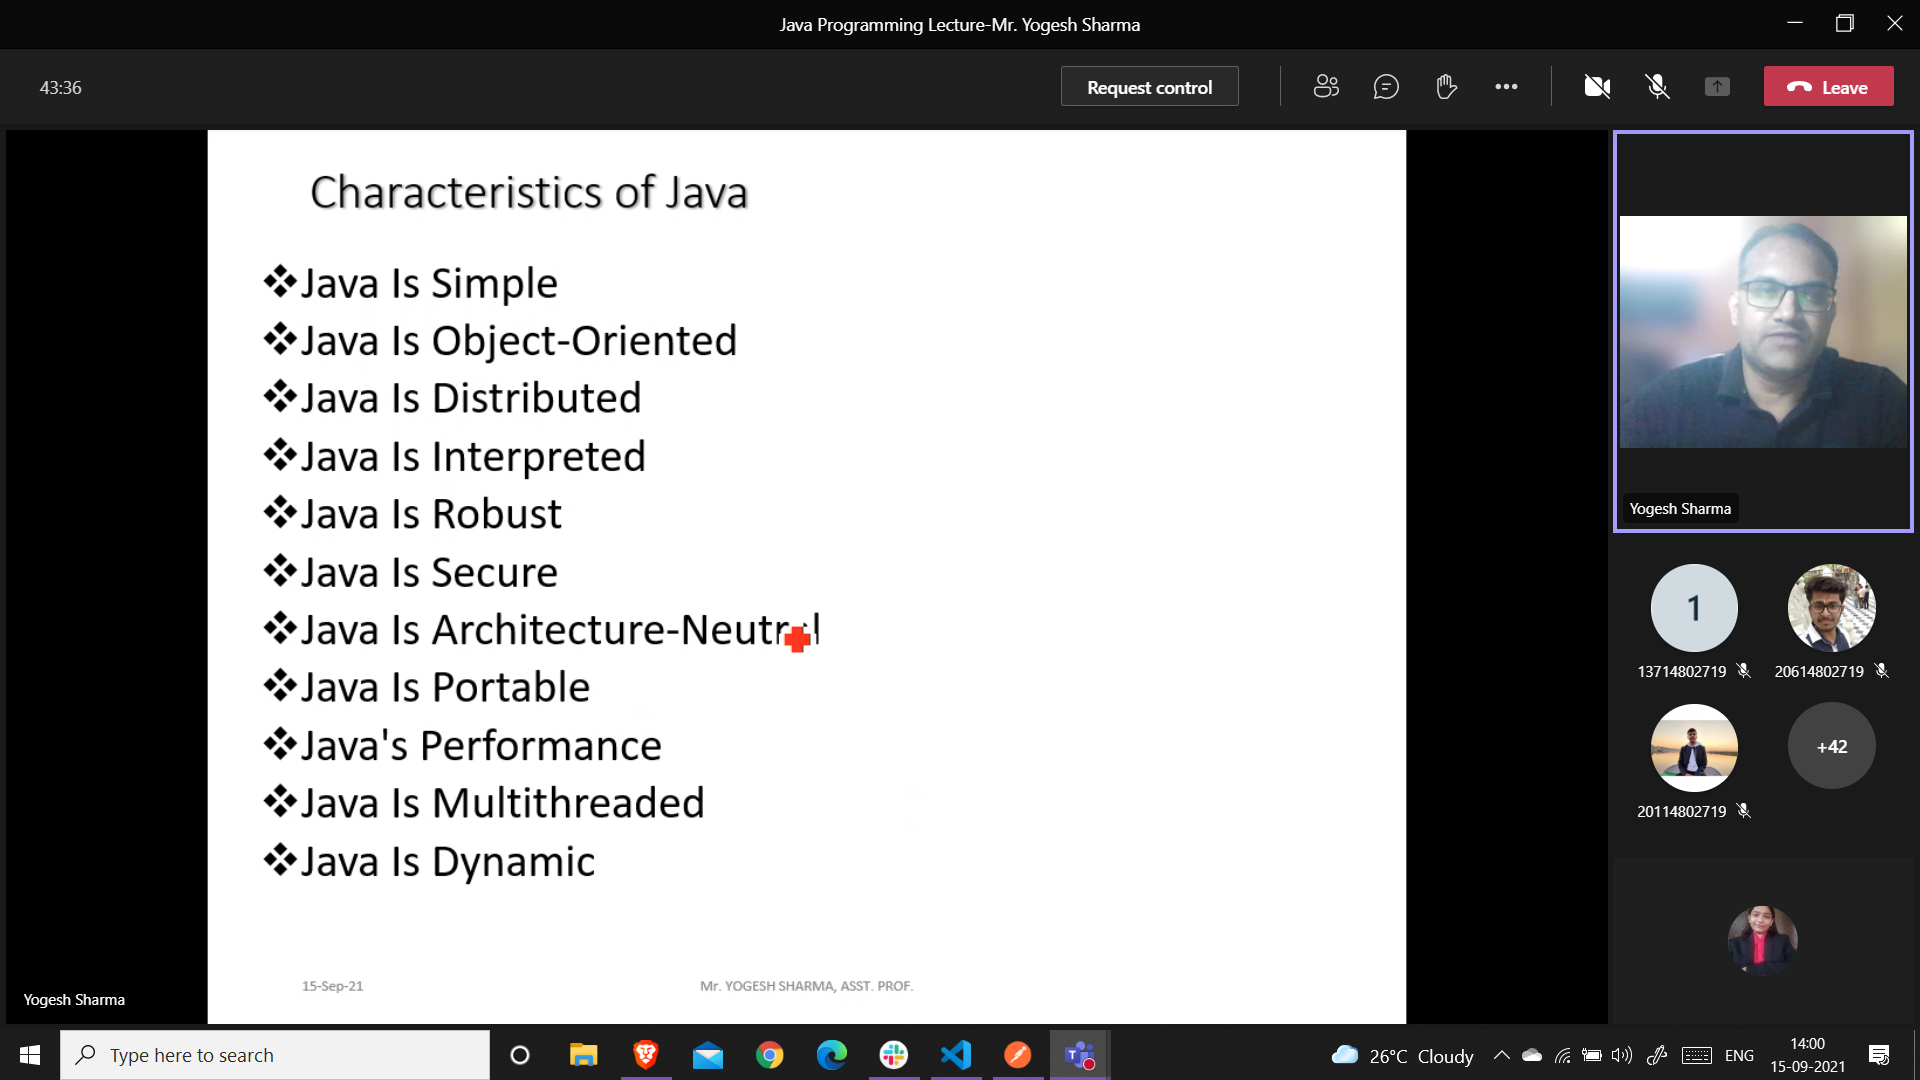 Java Programming Lecture-Mr. Yogesh Sharma
43:36
Request control
Leave
Characteristics of Java
❖Java Is Simple
❖Java Is Object-Oriented
❖Java Is Distributed
❖Java Is Interpreted
❖Java Is Robust
❖Java Is Secure
❖Java Is Architecture-Neutral
❖Java Is Portable
❖Java's Performance
❖Java Is Multithreaded
❖Java Is Dynamic
15-Sep-21
Mr. YOGESH SHARMA, ASST. PROF.
Yogesh Sharma
Yogesh Sharma
1
13714802719
20614802719
20114802719
+42
Type here to search
26°C Cloudy
ENG
14:00
15-09-2021